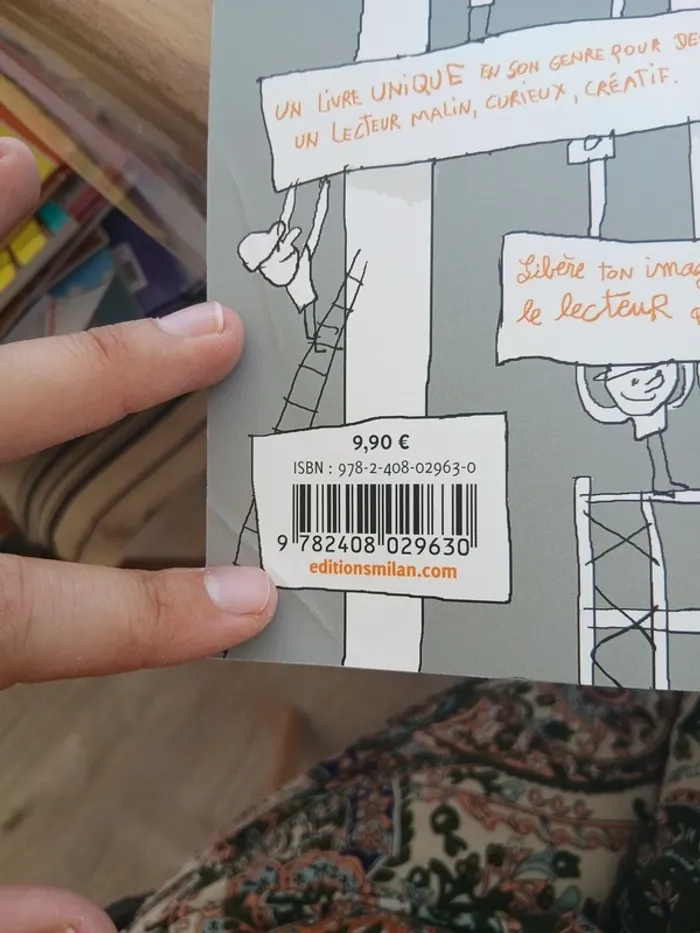 UN LIVRE UNIQUE EN SON GENRE POUR
UN LECTEUR MALIN, CURIEUX, CRÉATIF.
Libère ton
le lecteur
9,90 €
ISBN : 978-2-408-02963-0
9 782408 029630
editionsmilan.com